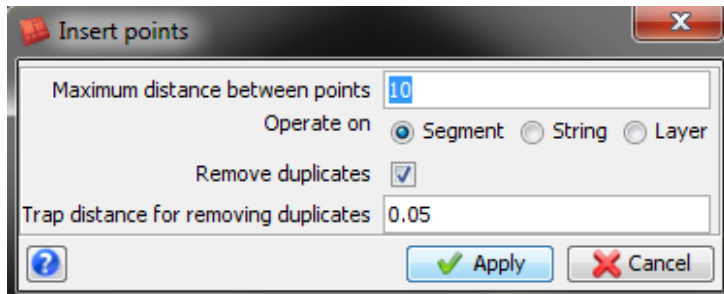 Insert points
Maximum distance between points 10
Operate on Segment String Layer
Remove duplicates
Trap distance for removing duplicates 0.05
Apply Cancel